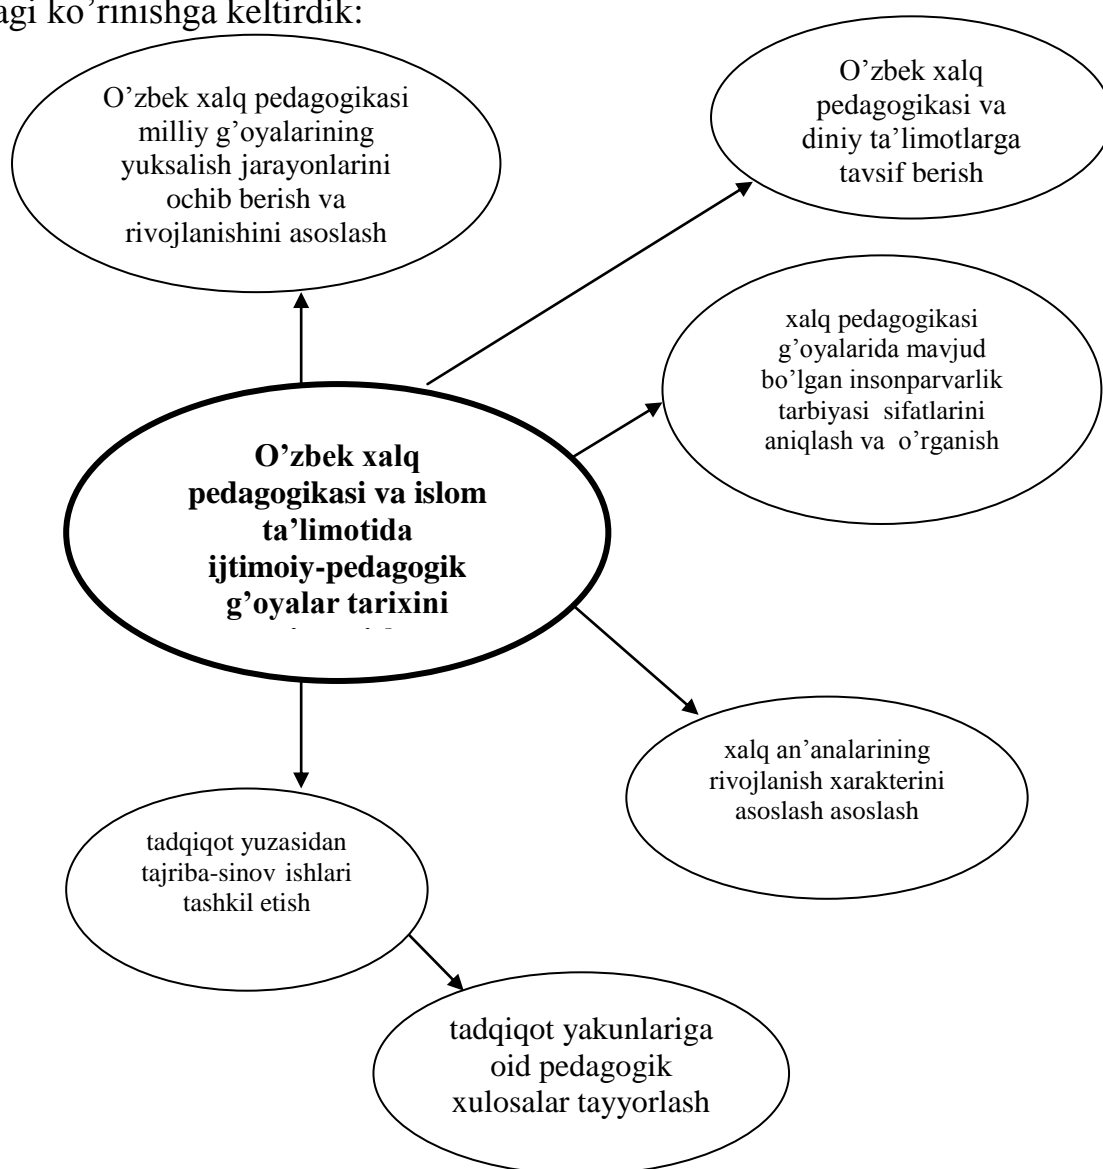 agi ko’rinishga keltirdik:
O’zbek xalq pedagogikasi
milliy g’oyalarining
yuksalish jarayonlarini
ochib berish va
rivojlanishini asoslash
O’zbek xalq
pedagogikasi va
diniy ta’limotlarga
tavsif berish
xalq pedagogikasi
g’oyalarida mavjud
bo’lgan insonparvarlik
tarbiyasi sifatlarini
aniqlash va o’rganish
O’zbek xalq
pedagogikasi va islom
ta’limotida
ijtimoiy-pedagogik
g’oyalar tarixini
xalq an’analarining
rivojlanish xarakterini
asoslash asoslash
tadqiqot yuzasidan
tajriba-sinov ishlari
tashkil etish
tadqiqot yakunlariga
oid pedagogik
xulosalar tayyorlash